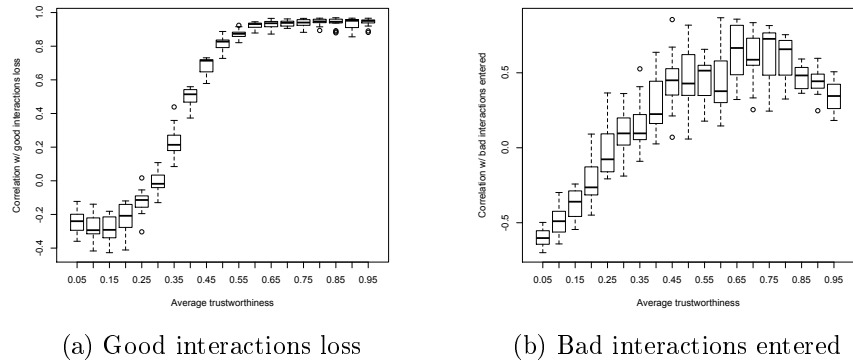 Correlation w/ good interactions loss
1.0
0.8
0.6
0.4
0.2
0.0
-0.2
-0.4
0.05 0.15 0.25 0.35 0.45 0.55 0.65 0.75 0.85 0.95
Average trustworthiness
(a) Good interactions loss
Correlation w/ bad interactions entered
0.5
0.0
-0.5
0.05 0.15 0.25 0.35 0.45 0.55 0.65 0.75 0.85 0.95
Average trustworthiness
(b) Bad interactions entered